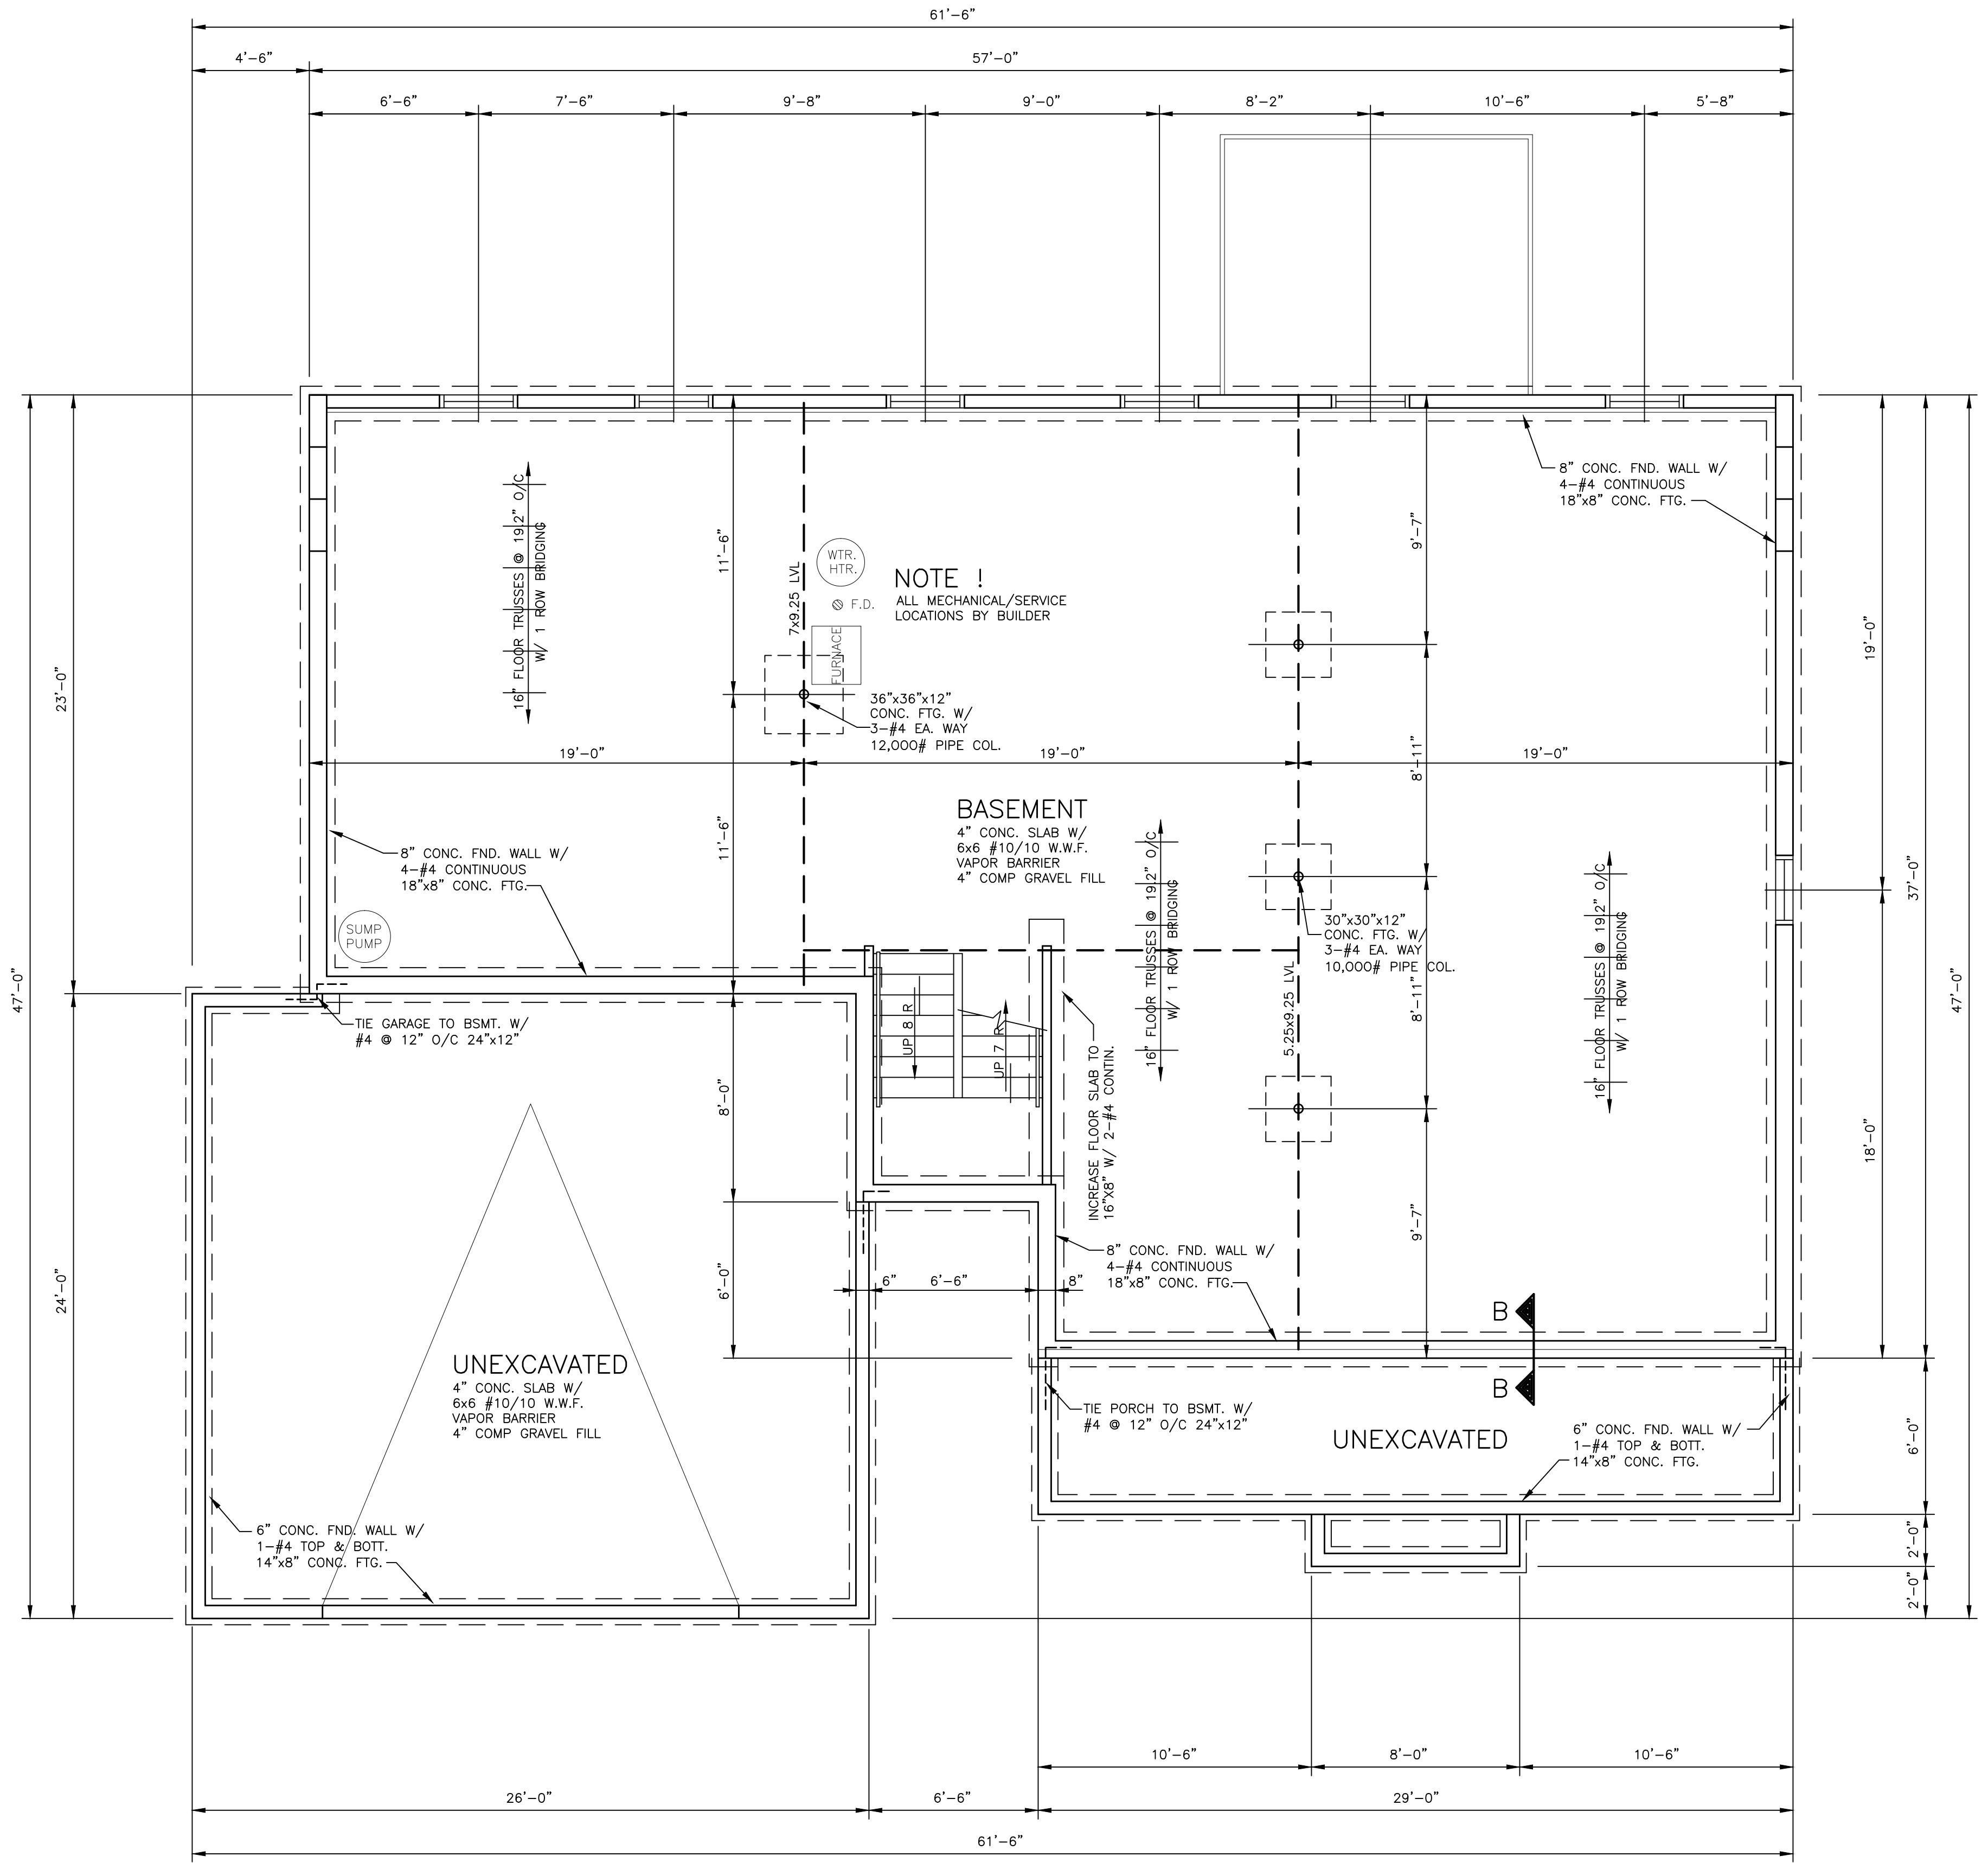 61'-6"
4'-6"
57'-0"
6'-6"
7'-6"
9'-8"
9'-0"
8'-2"
10'-6"
5'-8"
8" CONC. FND. WALL W/
4-#4 CONTINUOUS
18"x8" CONC. FTG.
16" FLOOR TRUSSES @ 19.2" O/C
W/ 1 ROW BRIDGING
11'-6"
7x9.25 LVL
WTR.
HTR.
F.D.
FURNACE
NOTE !
ALL MECHANICAL/SERVICE
LOCATIONS BY BUILDER
9'-7"
19'-0"
23'-0"
36"x36"x12"
CONC. FTG. W/
3-#4 EA. WAY
12,000# PIPE COL.
8'-11"
19'-0"
19'-0"
19'-0"
BASEMENT
4" CONC. SLAB W/
6x6 #10/10 W.W.F.
VAPOR BARRIER
4" COMP GRAVEL FILL
11'-6"
8" CONC. FND. WALL W/
4-#4 CONTINUOUS
18"x8" CONC. FTG.
16" FLOOR TRUSSES @ 19.2" O/C
W/ 1 ROW BRIDGING
16" FLOOR TRUSSES @ 19.2" O/C
W/ 1 ROW BRIDGING
37'-0"
SUMP
PUMP
30"x30"x12"
CONC. FTG. W/
3-#4 EA. WAY
10,000# PIPE COL.
47'-0"
47'-0"
8'-11"
5.25x9.25 LVL
TIE GARAGE TO BSMT. W/
#4 @ 12" O/C 24"x12"
UP 8 R
UP 7 R
INCREASE FLOOR SLAB TO
16"X8" W/ 2-#4 CONTIN.
8'-0"
18'-0"
9'-7"
24'-0"
6'-0"
8" CONC. FND. WALL W/
4-#4 CONTINUOUS
18"x8" CONC. FTG.
6"
6'-6"
8"
B
B
UNEXCAVATED
4" CONC. SLAB W/
6x6 #10/10 W.W.F.
VAPOR BARRIER
4" COMP GRAVEL FILL
TIE PORCH TO BSMT. W/
#4 @ 12" O/C 24"x12"
UNEXCAVATED
6" CONC. FND. WALL W/
1-#4 TOP & BOTT.
14"x8" CONC. FTG.
6'-0"
6" CONC. FND. WALL W/
1-#4 TOP & BOTT.
14"x8" CONC. FTG.
2'-0"
2'-0"
10'-6"
8'-0"
10'-6"
26'-0"
6'-6"
29'-0"
61'-6"